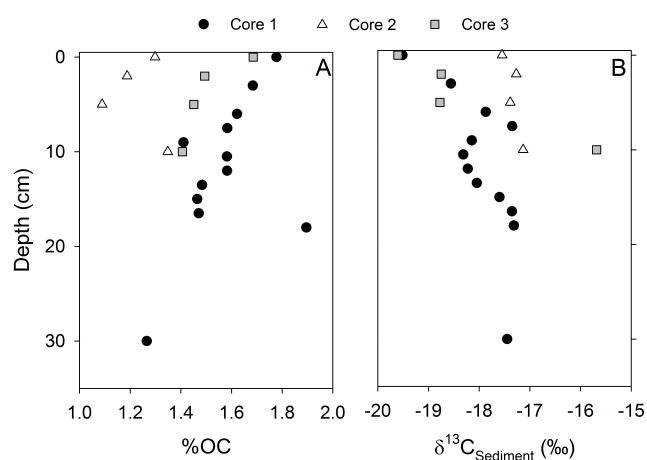 Core 1 Core 2 Core 3
A B
0
10
20
30
Depth (cm)
1.0 1.2 1.4 1.6 1.8 2.0
-20 -19 -18 -17 -16 -15
%OC
δ¹³C_Sediment (‰)